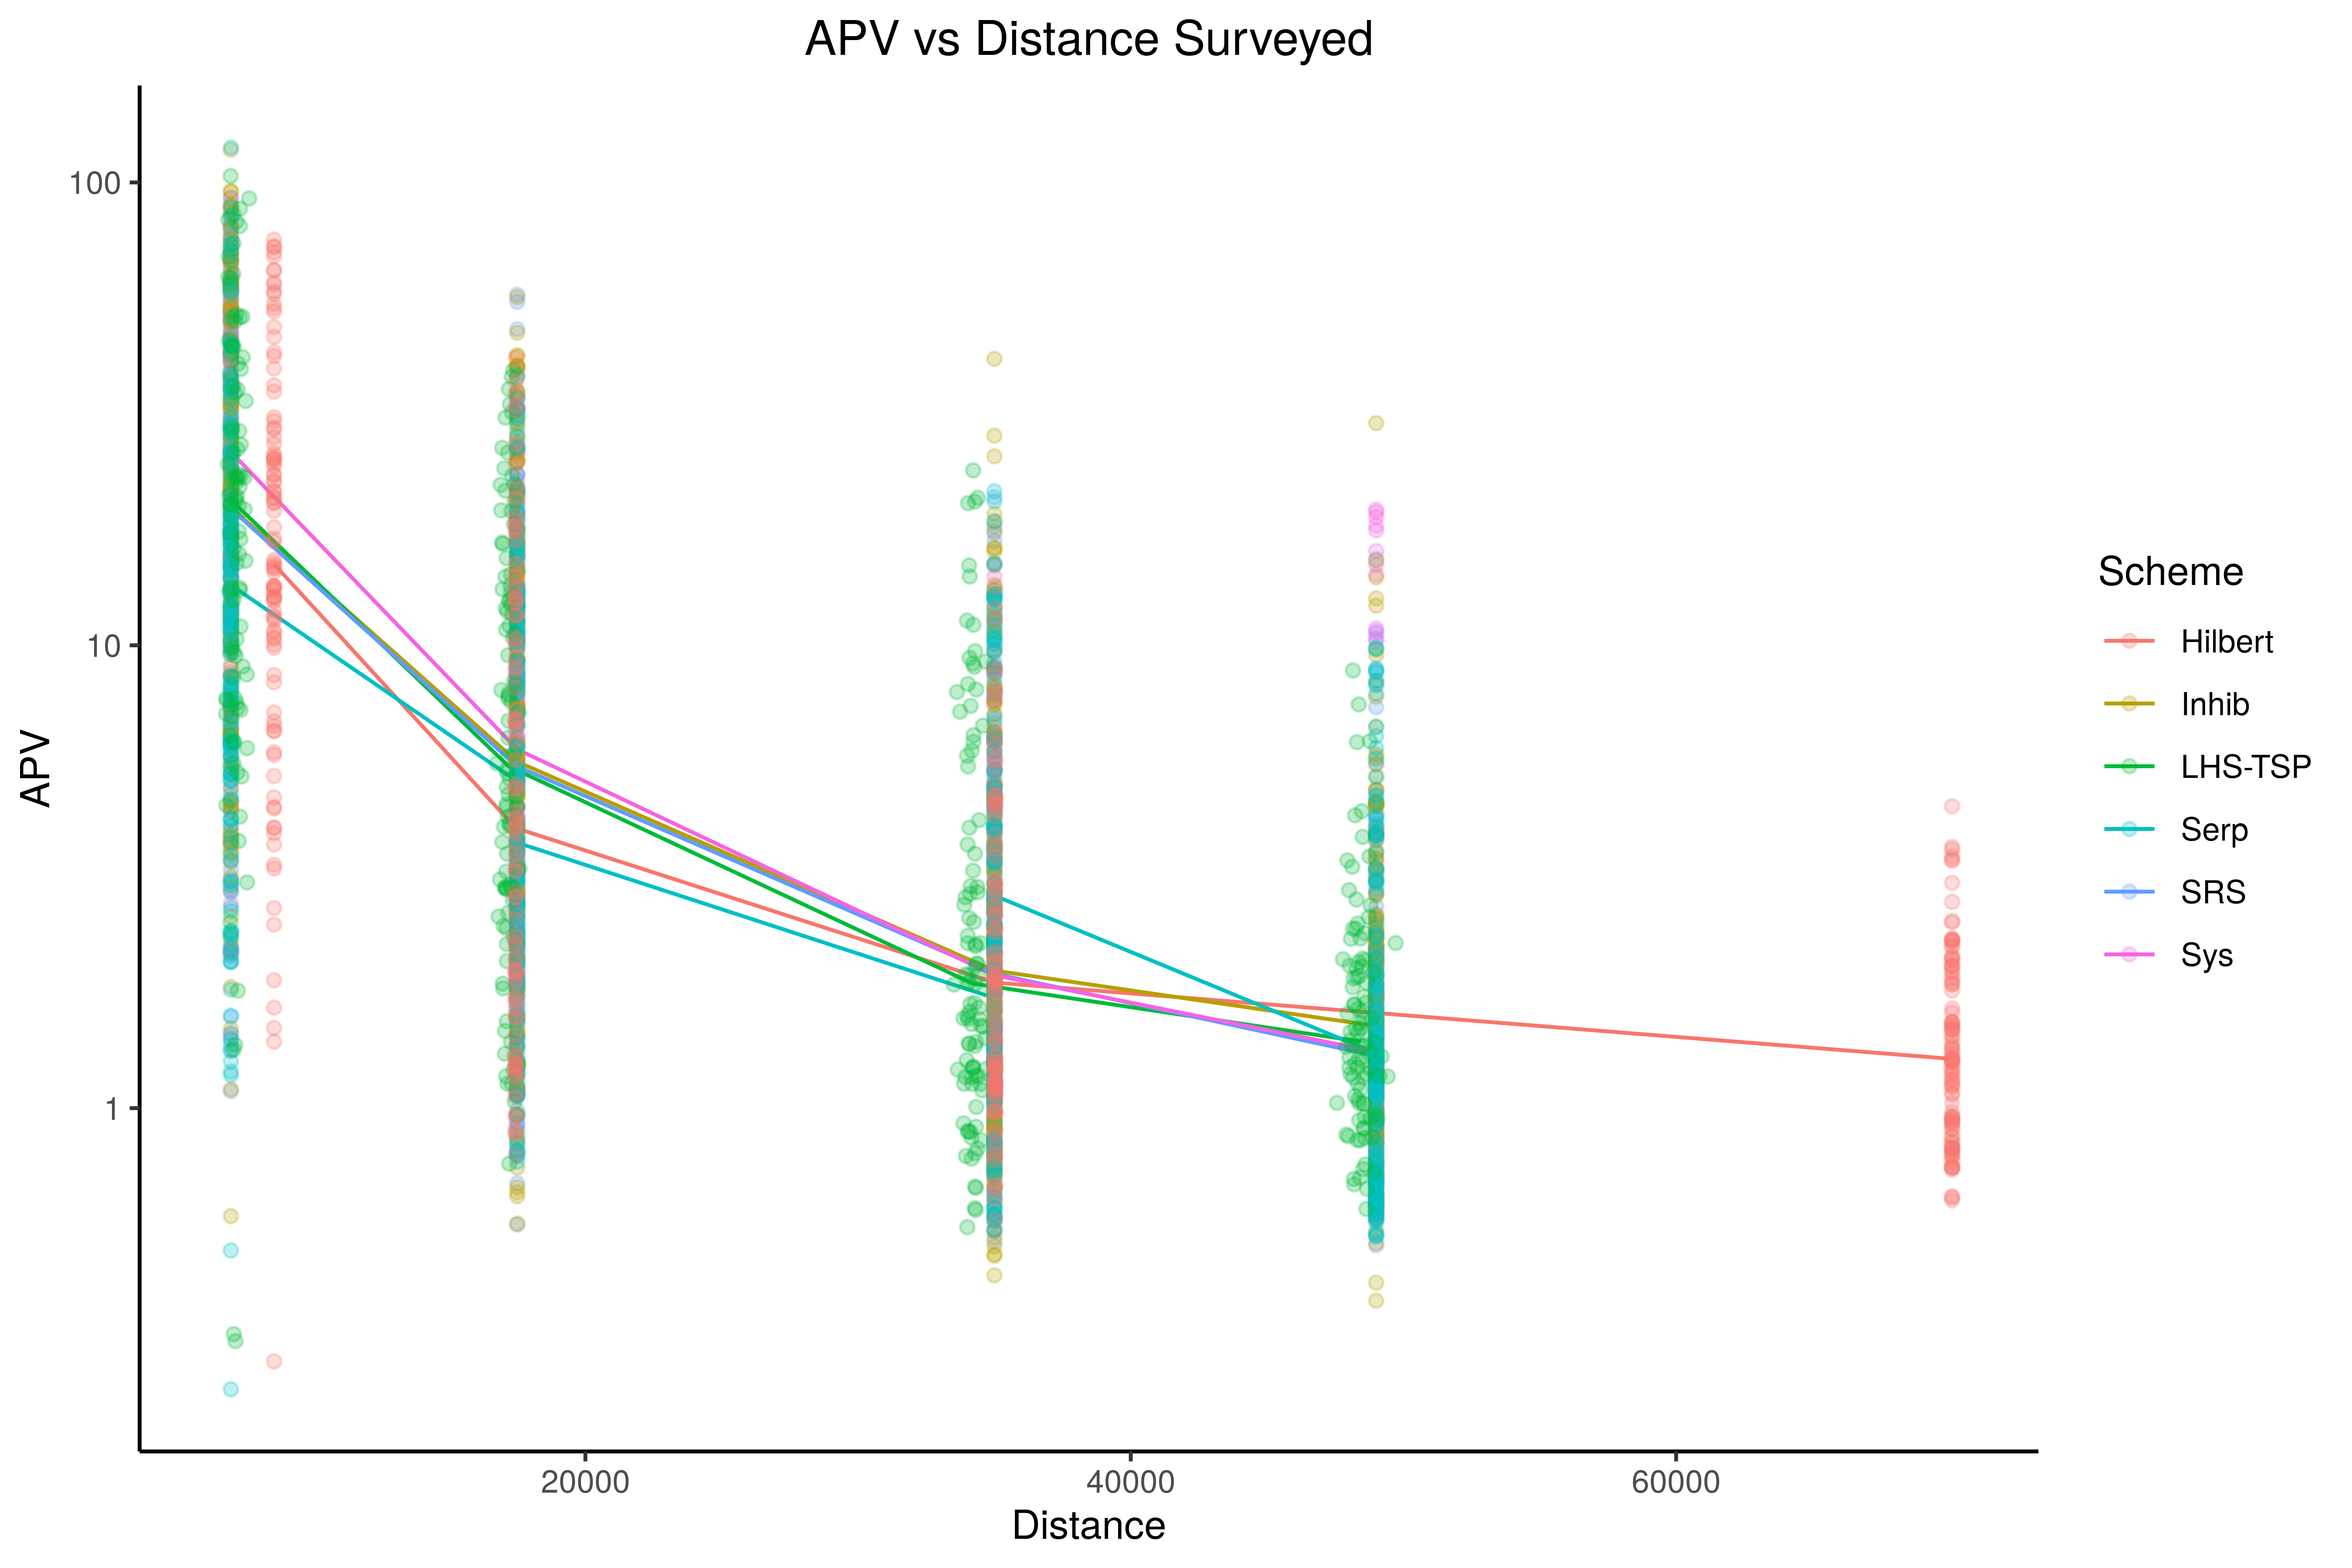 APV vs Distance Surveyed
APV
100
10
1
20000
40000
60000
Distance
Scheme
Hilbert
Inhib
LHS-TSP
Serp
SRS
Sys